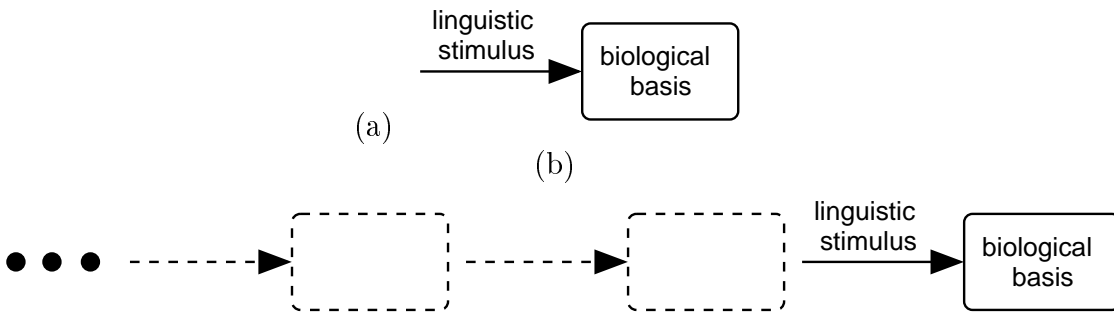 linguistic
stimulus
biological
basis
(a)
(b)
linguistic
stimulus
biological
basis